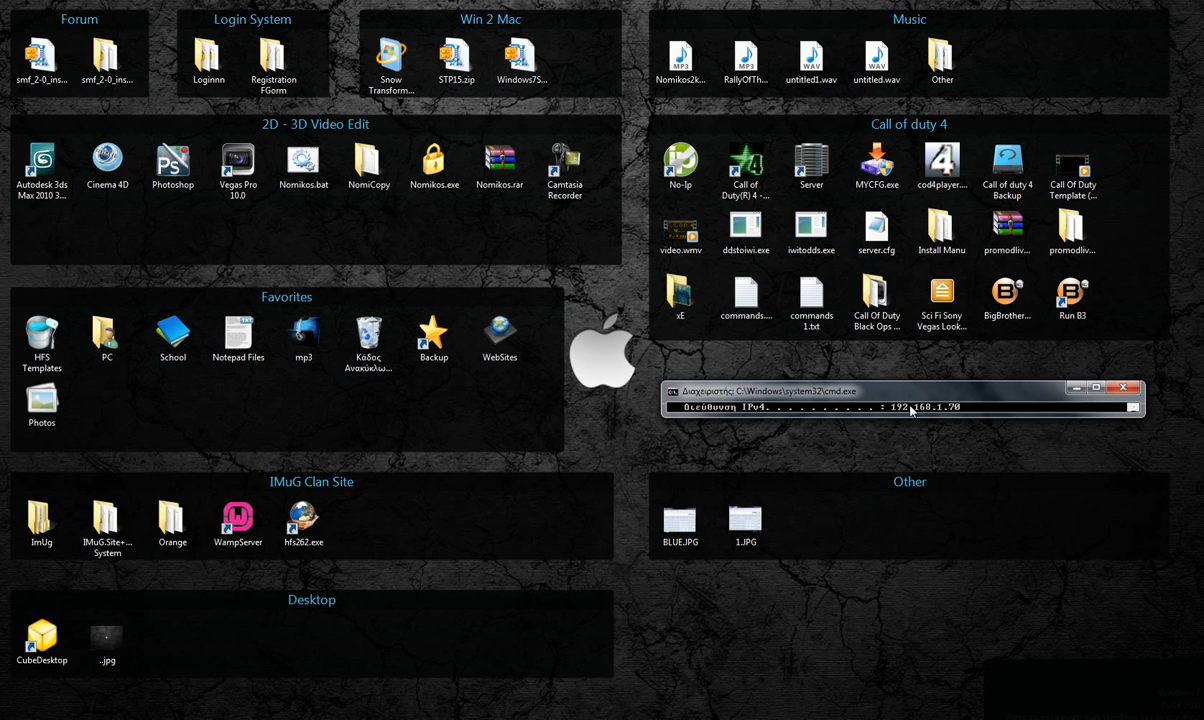 Forum
smf_2-0_ins...
smf_2-0_ins...
Login System
Loginnn
Registration
FGorm
Win 2 Mac
Snow
Transform...
STP15.zip
Windows7S...
Music
MP3
MP3
WAV
WAV
Nomikos2k...
RallyOfTh...
untitled1.wav
untitled.wav
Other
2D - 3D Video Edit
Ps
Autodesk 3ds
Max 2010 3...
Cinema 4D
Photoshop
Vegas Pro
10.0
Nomikos.bat
NomiCopy
Nomikos.exe
Nomikos.rar
Camtasia
Recorder
Call of duty 4
No-Ip
Call of
Duty(R) 4 -...
Server
MYCFG.exe
cod4player....
Call of duty 4
Backup
Call Of Duty
Template (...
video.wmv
ddstoiwi.exe
iwitodds.exe
server.cfg
Install Manu
promodliv...
promodliv...
xE
commands....
commands
1.txt
Call Of Duty
Black Ops ...
Sci Fi Sony
Vegas Look...
BigBrother...
Run B3
Favorites
HFS
Templates
PC
School
Notepad Files
mp3
Κάδος
Ανακύκλω...
Backup
WebSites
Photos
Διαχειριστής: C:\Windows\system32\cmd.exe
Διεύθυνση IPv4. . . . . . . . . . . : 192.168.1.70
IMuG Clan Site
ImUg
IMuG.Site+...
System
Orange
WampServer
hfs262.exe
Other
BLUE.JPG
1.JPG
Desktop
CubeDesktop
..jpg